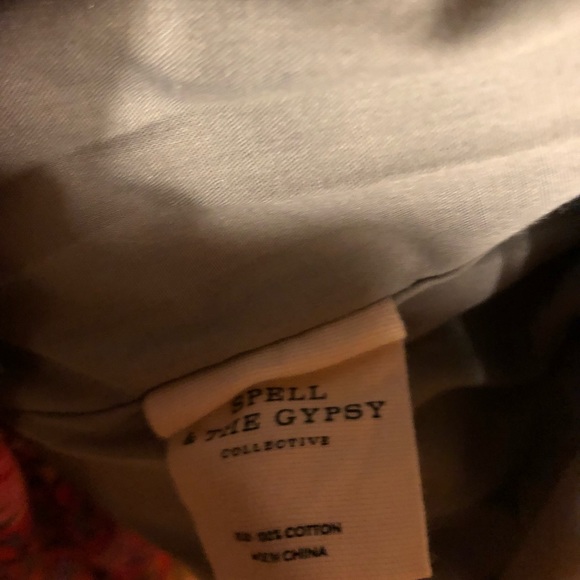 SPELL
& THE GYPSY
COLLECTIVE
100% COTTON
CHINA